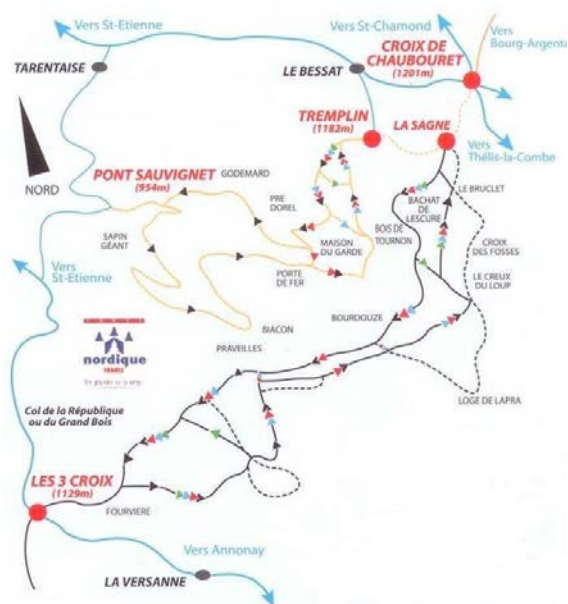 Vers St-Etienne
Vers St-Chamond
Vers
Bourg-Argenta
CROIX DE
CHAUBOURET
(1201m)
TARENTAISE
LE BESSAT
TREMPLIN
(1182m)
LA SAGNE
Vers
Thélis-la-Combe
NORD
PONT SAUVIGNET
(954m)
GODEMARD
PRE
DOREL
LE BRUCLET
BACHAT
DE
LESCURE
BOIS DE
TOURNON
CROIX
DES FOSSES
SAPIN
GÉANT
MAISON
DU GARDE
PORTE
DE FER
LE CREUX
DU LOUP
Vers
St-Etienne
BIACON
BOURDOUZE
PRAVEILLES
nordique
FRANCE
LOGE DE LAPRA
Col de la République
ou du Grand Bois
LES 3 CROIX
(1129m)
FOURVIERE
Vers Annonay
LA VERSANNE